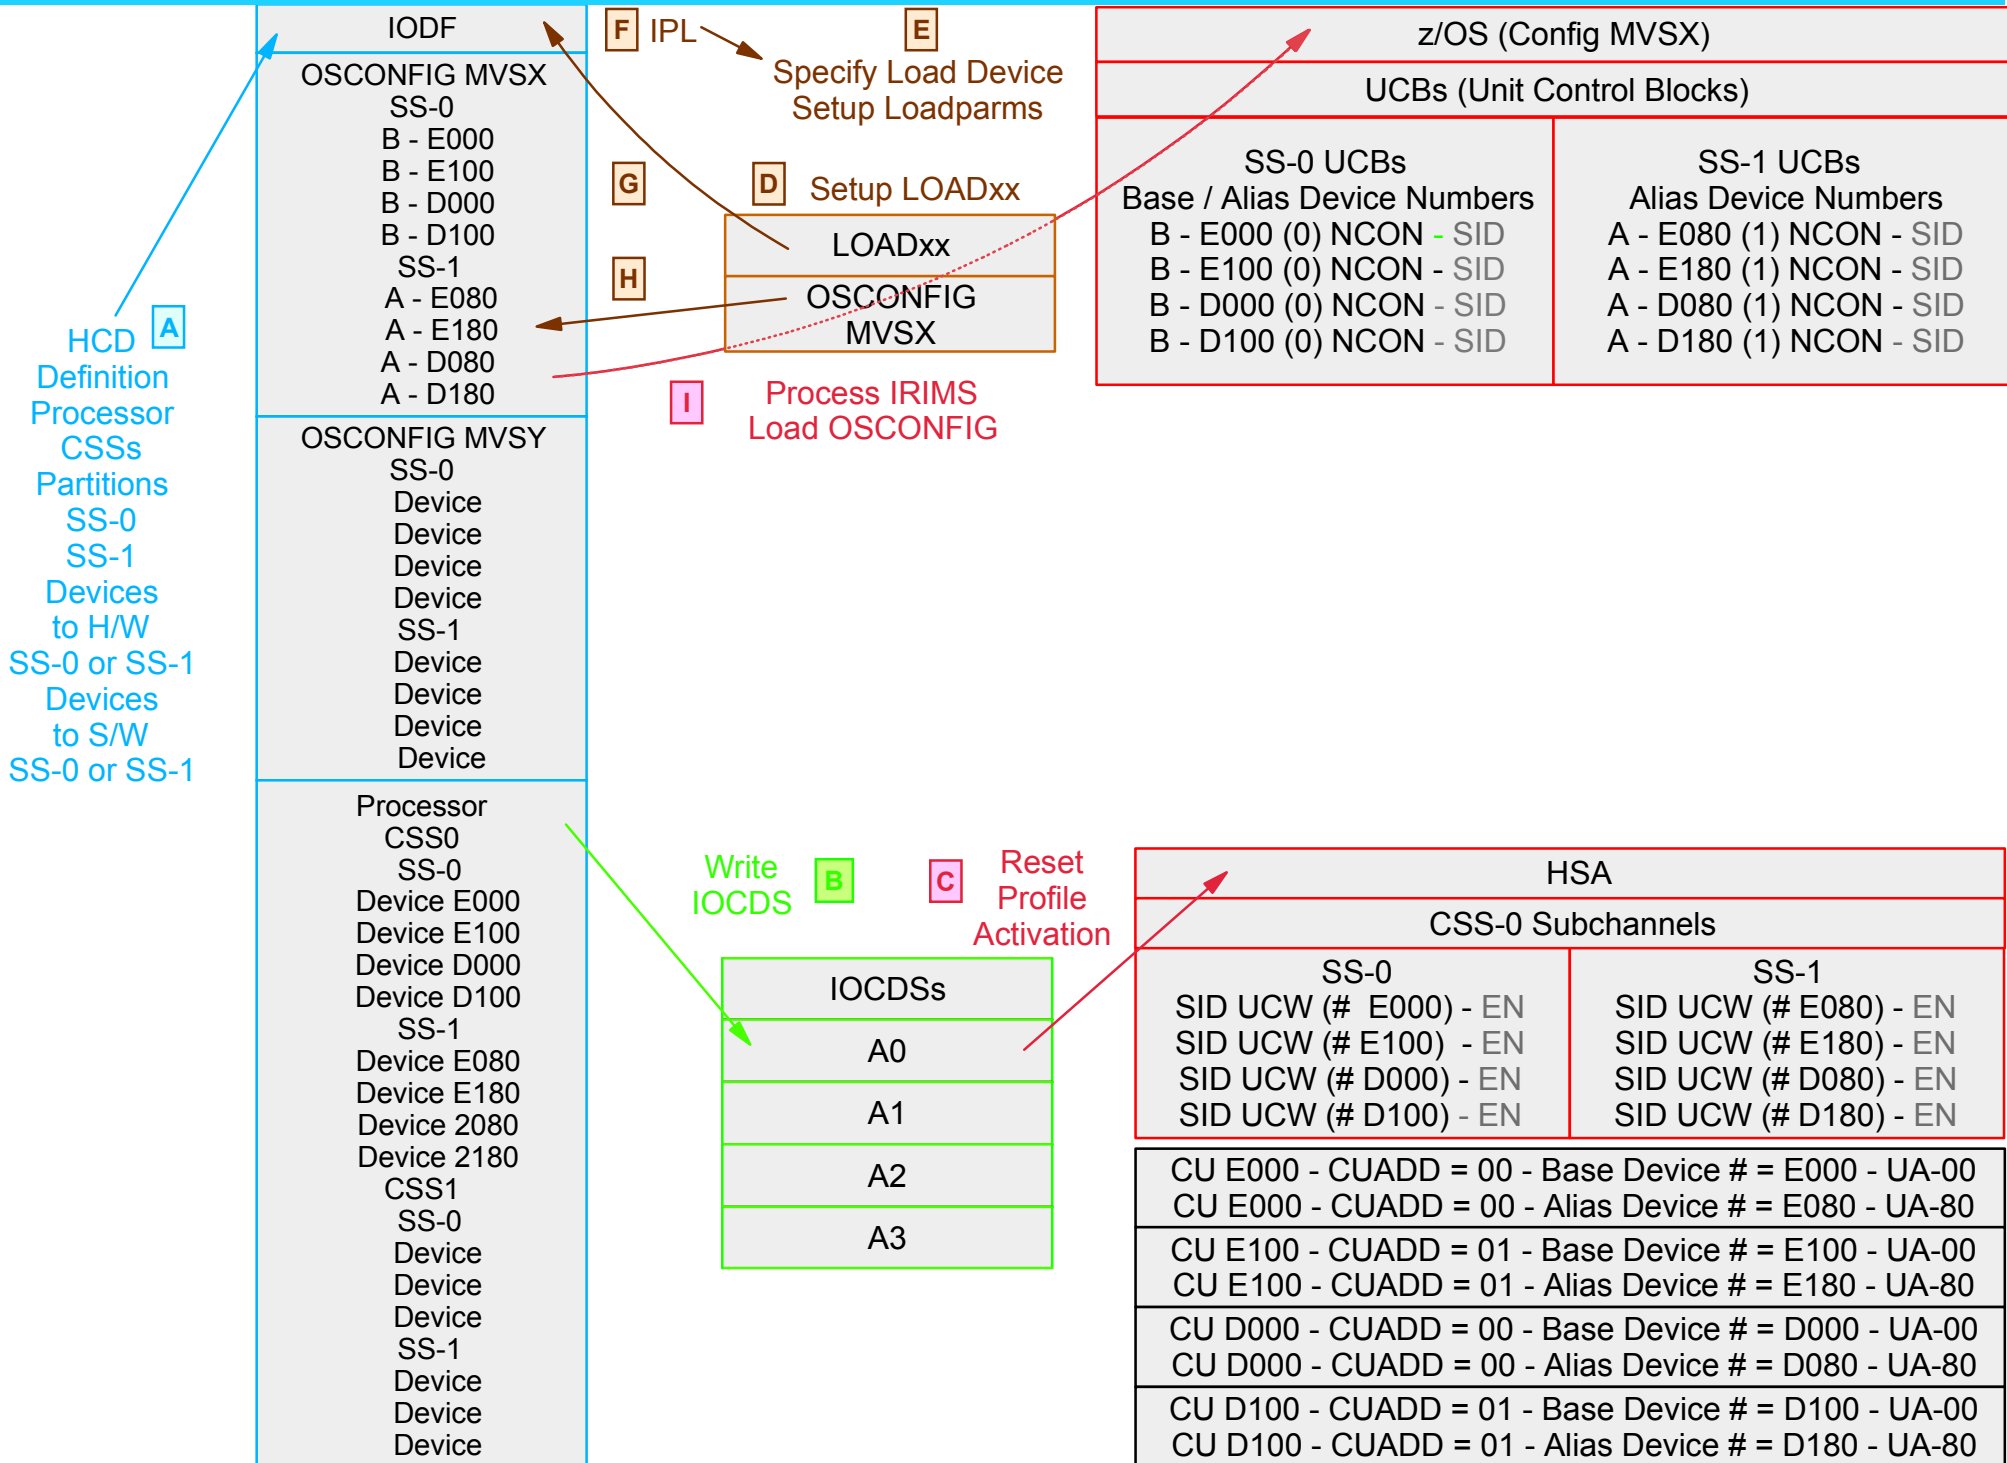 IODF
OSCONFIG MVSX
SS-0
B - E000
B - E100
B - D000
B - D100
SS-1
A - E080
A - E180
A - D080
A - D180
OSCONFIG MVSY
SS-0
Device
Device
Device
Device
SS-1
Device
Device
Device
Device
Processor
CSS0
SS-0
Device E000
Device E100
Device D000
Device D100
SS-1
Device E080
Device E180
Device 2080
Device 2180
CSS1
SS-0
Device
Device
Device
SS-1
Device
Device
Device
HCD A
Definition
Processor
CSSs
Partitions
SS-0
SS-1
Devices
to H/W
SS-0 or SS-1
Devices
to S/W
SS-0 or SS-1
F IPL
E
Specify Load Device
Setup Loadparms
G
D Setup LOADxx
LOADxx
H
OSCONFIG
MVSX
I
Process IRIMS
Load OSCONFIG
z/OS (Config MVSX)
UCBs (Unit Control Blocks)
SS-0 UCBs
Base / Alias Device Numbers
B - E000 (0) NCON - SID
B - E100 (0) NCON - SID
B - D000 (0) NCON - SID
B - D100 (0) NCON - SID
SS-1 UCBs
Alias Device Numbers
A - E080 (1) NCON - SID
A - E180 (1) NCON - SID
A - D080 (1) NCON - SID
A - D180 (1) NCON - SID
Write
IOCDS
B
C
Reset
Profile
Activation
IOCDSs
A0
A1
A2
A3
HSA
CSS-0 Subchannels
SS-0
SID UCW (# E000) - EN
SID UCW (# E100) - EN
SID UCW (# D000) - EN
SID UCW (# D100) - EN
SS-1
SID UCW (# E080) - EN
SID UCW (# E180) - EN
SID UCW (# D080) - EN
SID UCW (# D180) - EN
CU E000 - CUADD = 00 - Base Device # = E000 - UA-00
CU E000 - CUADD = 00 - Alias Device # = E080 - UA-80
CU E100 - CUADD = 01 - Base Device # = E100 - UA-00
CU E100 - CUADD = 01 - Alias Device # = E180 - UA-80
CU D000 - CUADD = 00 - Base Device # = D000 - UA-00
CU D000 - CUADD = 00 - Alias Device # = D080 - UA-80
CU D100 - CUADD = 01 - Base Device # = D100 - UA-00
CU D100 - CUADD = 01 - Alias Device # = D180 - UA-80